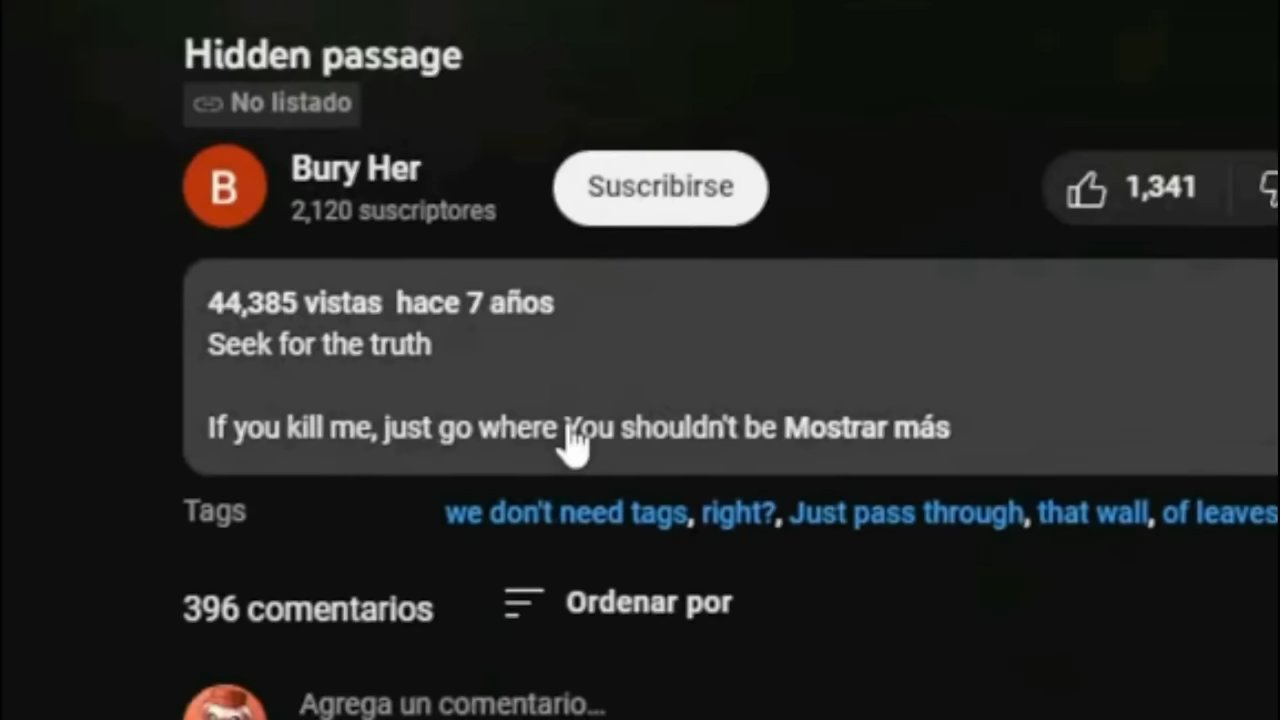 Hidden passage
No listado
B
Bury Her
2,120 suscriptores
Suscribirse
1,341
44,385 vistas hace 7 años
Seek for the truth
If you kill me, just go where You shouldn't be Mostrar más
Tags
we don't need tags, right?, Just pass through, that wall, of leaves
396 comentarios
Ordenar por
Agrega un comentario...